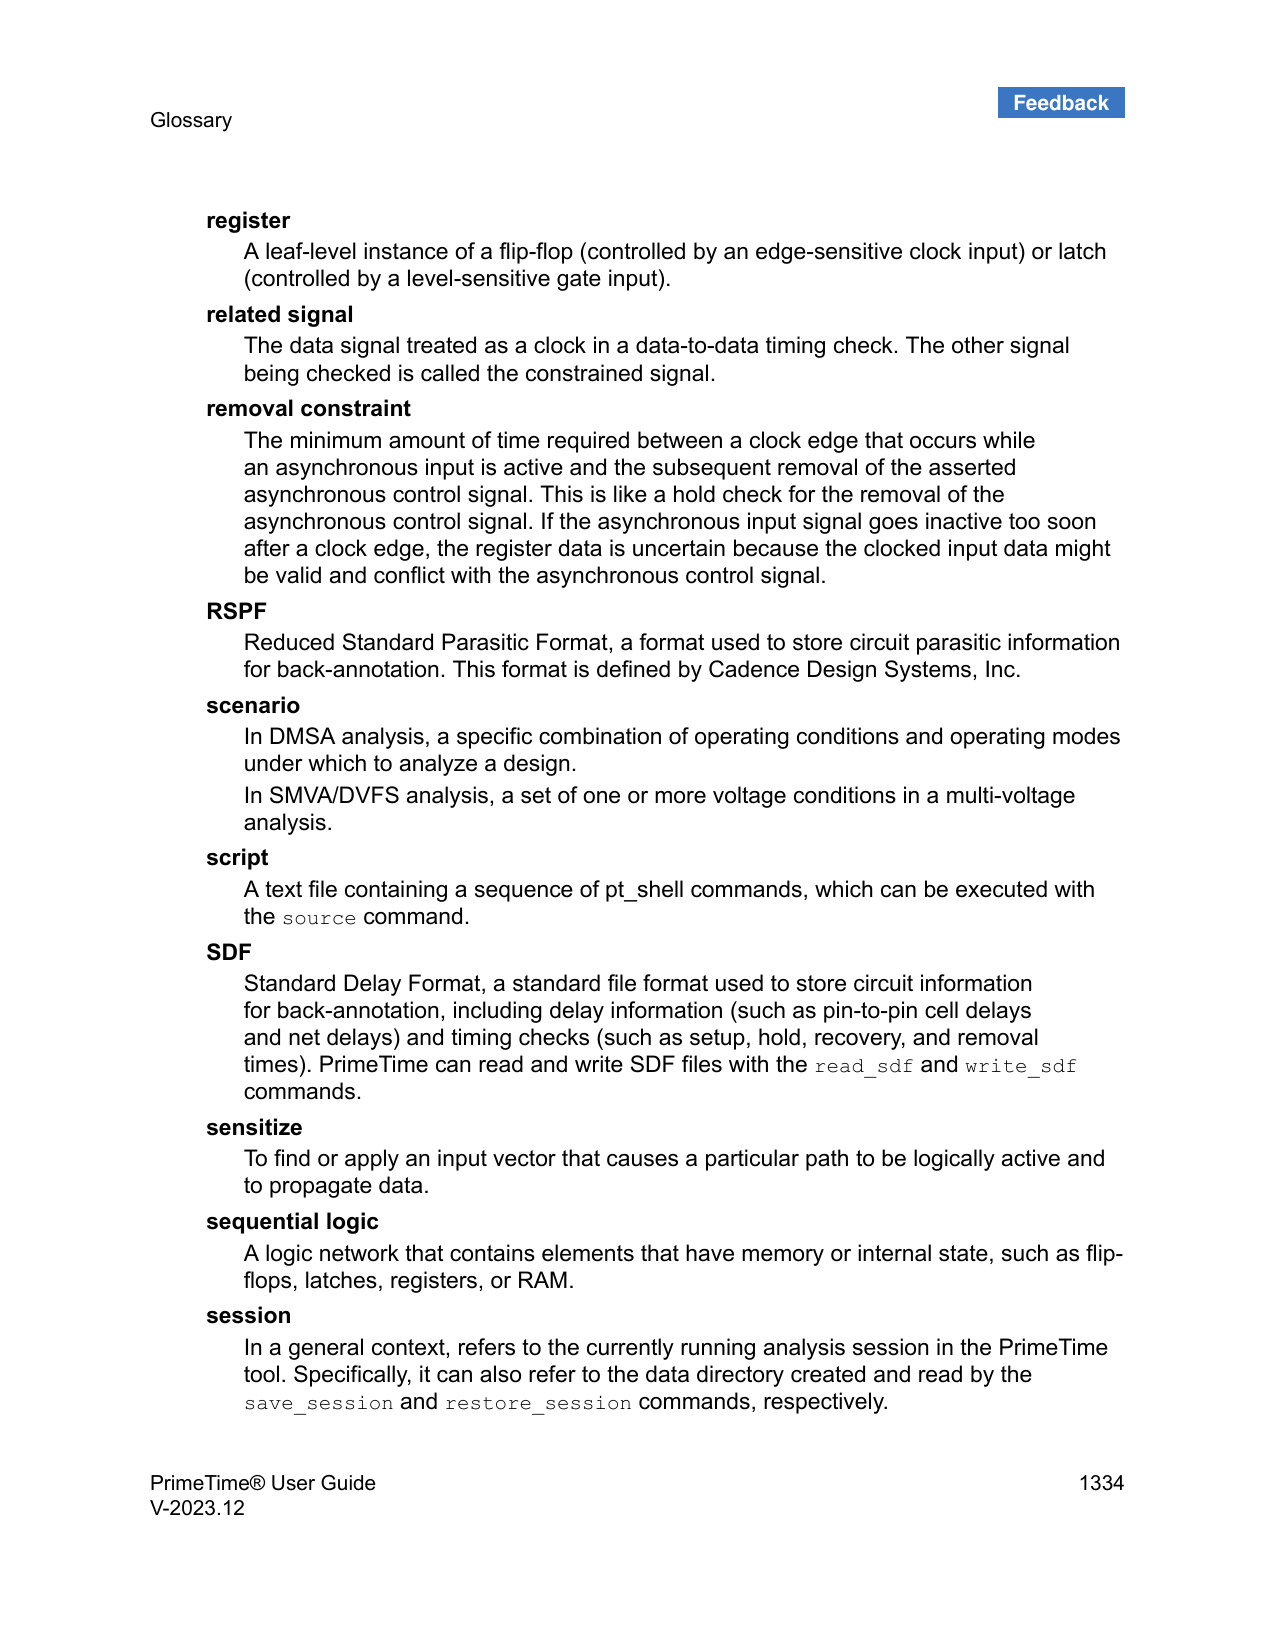 Feedback
Glossary
register
A leaf-level instance of a flip-flop (controlled by an edge-sensitive clock input) or latch
(controlled by a level-sensitive gate input).
related signal
The data signal treated as a clock in a data-to-data timing check. The other signal
being checked is called the constrained signal.
removal constraint
The minimum amount of time required between a clock edge that occurs while
an asynchronous input is active and the subsequent removal of the asserted
asynchronous control signal. This is like a hold check for the removal of the
asynchronous control signal. If the asynchronous input signal goes inactive too soon
after a clock edge, the register data is uncertain because the clocked input data might
be valid and conflict with the asynchronous control signal.
RSPF
Reduced Standard Parasitic Format, a format used to store circuit parasitic information
for back-annotation. This format is defined by Cadence Design Systems, Inc.
scenario
In DMSA analysis, a specific combination of operating conditions and operating modes
under which to analyze a design.
In SMVA/DVFS analysis, a set of one or more voltage conditions in a multi-voltage
analysis.
script
A text file containing a sequence of pt_shell commands, which can be executed with
the source command.
SDF
Standard Delay Format, a standard file format used to store circuit information
for back-annotation, including delay information (such as pin-to-pin cell delays
and net delays) and timing checks (such as setup, hold, recovery, and removal
times). PrimeTime can read and write SDF files with the read_sdf and write_sdf
commands.
sensitize
To find or apply an input vector that causes a particular path to be logically active and
to propagate data.
sequential logic
A logic network that contains elements that have memory or internal state, such as flip-
flops, latches, registers, or RAM.
session
In a general context, refers to the currently running analysis session in the PrimeTime
tool. Specifically, it can also refer to the data directory created and read by the
save_session and restore_session commands, respectively.
PrimeTime® User Guide
1334
V-2023.12